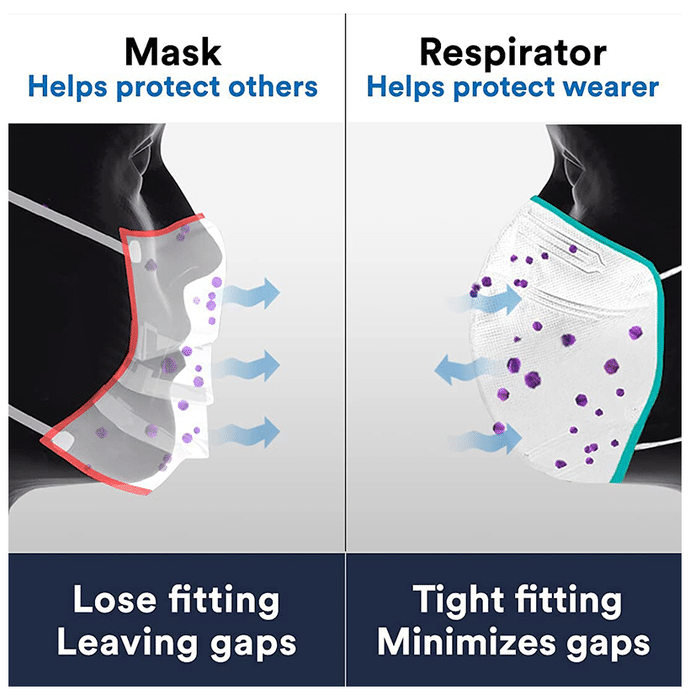 Mask
Helps protect others
Respirator
Helps protect wearer
Lose fitting
Leaving gaps
Tight fitting
Minimizes gaps